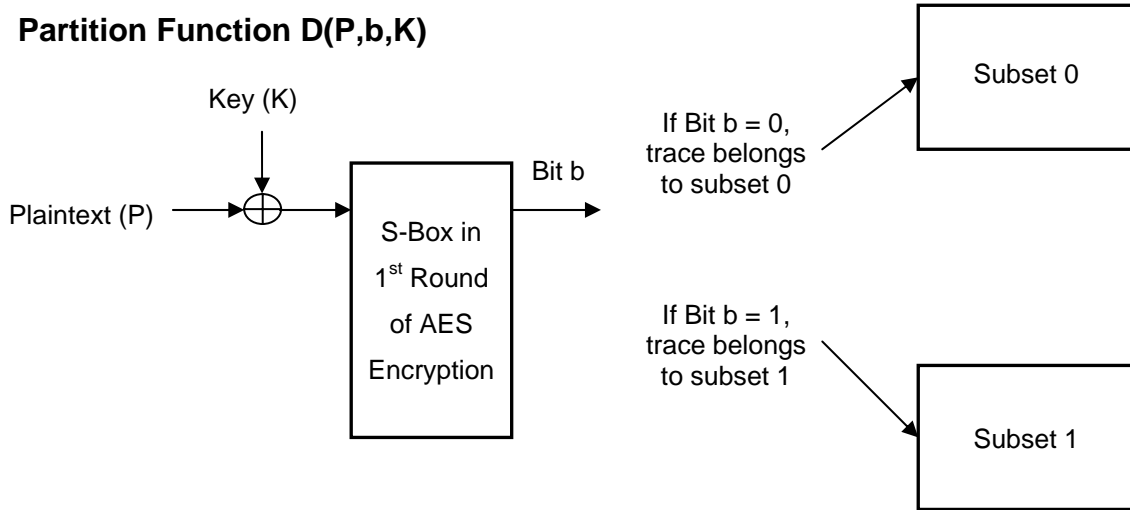 Partition Function D(P,b,K)
Key (K)
Plaintext (P)
S-Box in
1st Round
of AES
Encryption
Bit b
If Bit b = 0,
trace belongs
to subset 0
Subset 0
If Bit b = 1,
trace belongs
to subset 1
Subset 1